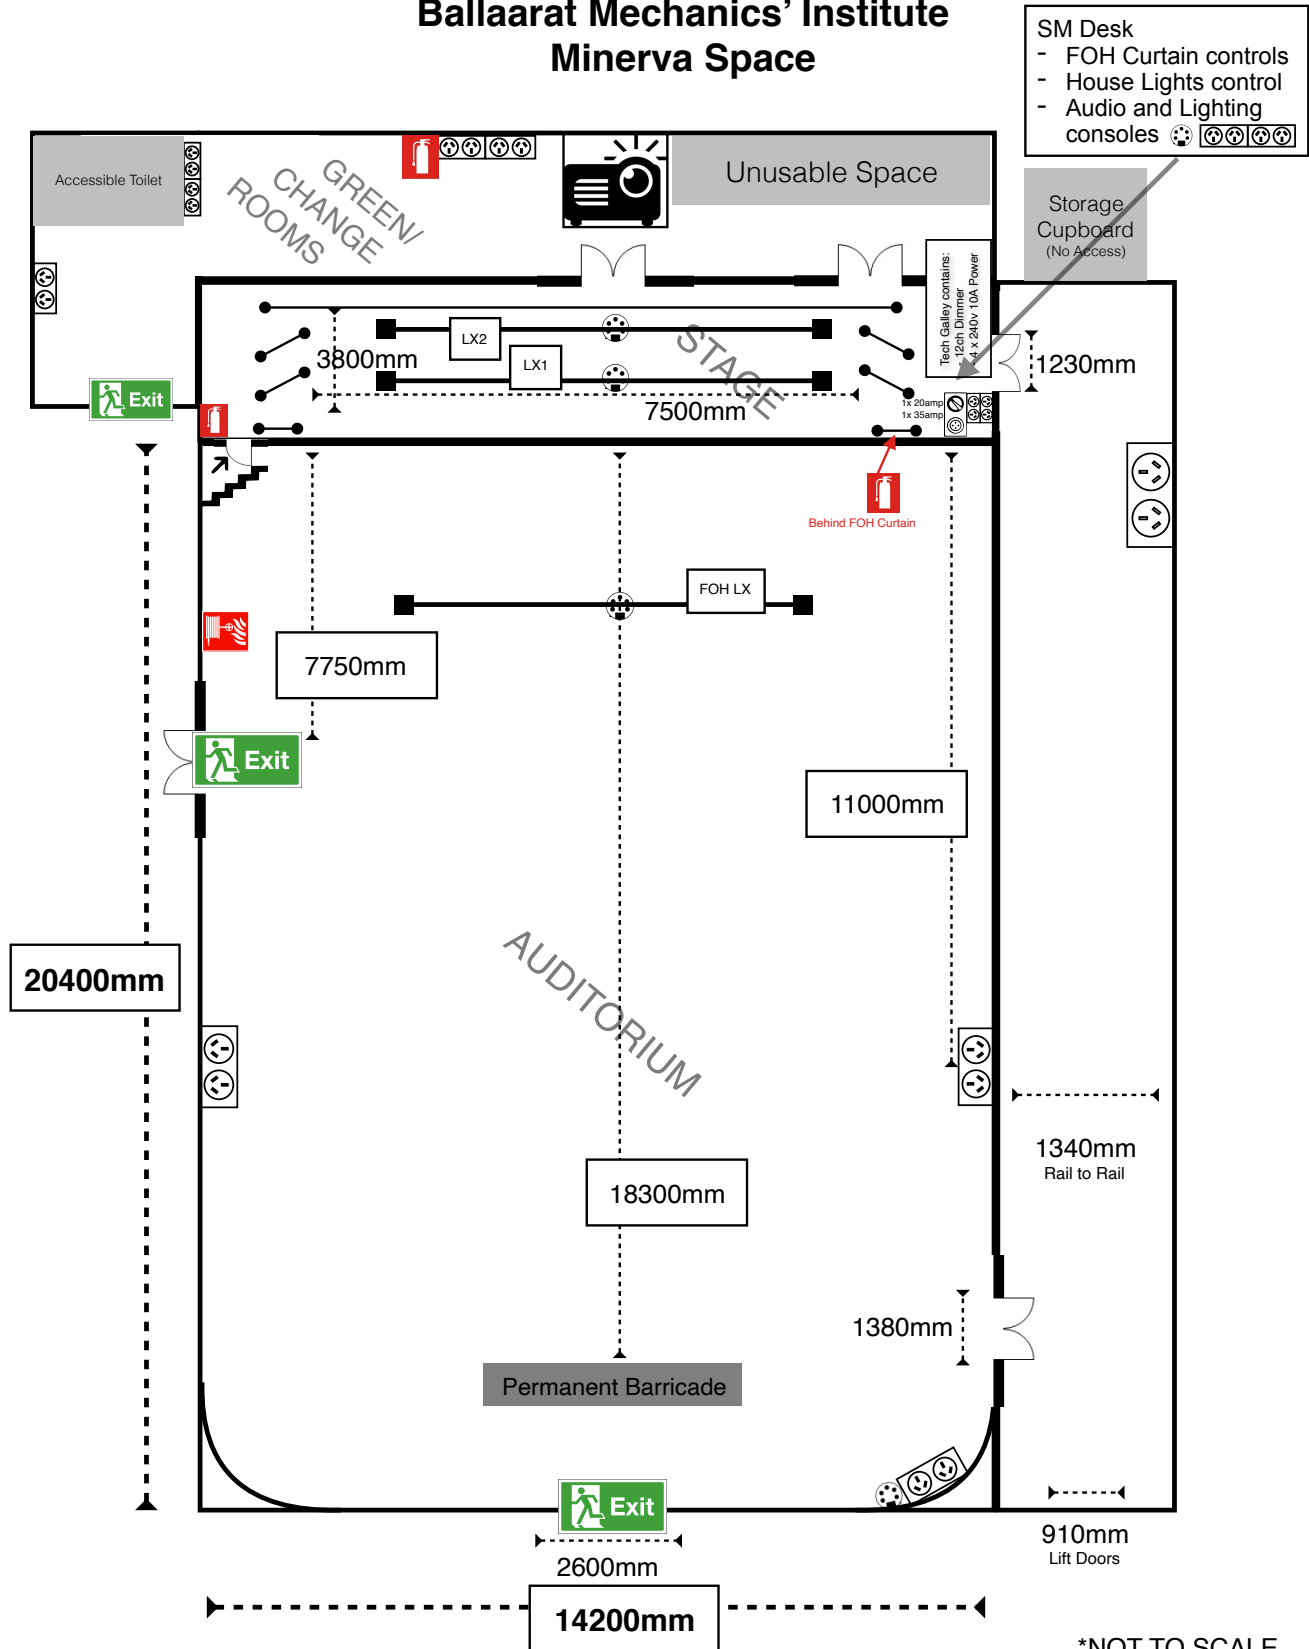 Ballaarat Mechanics' Institute
Minerva Space
SM Desk
- FOH Curtain controls
- House Lights control
- Audio and Lighting
consoles
Accessible Toilet
GREEN/
CHANGE
ROOMS
Unusable Space
Storage
Cupboard
(No Access)
Tech Galley contains:
12ch Dimmer
4 x 240v 10A Power
LX2
LX1
3800mm
STAGE
7500mm
1230mm
1x 20amp
1x 35amp
Exit
Behind FOH Curtain
FOH LX
7750mm
Exit
11000mm
20400mm
AUDITORIUM
1340mm
Rail to Rail
18300mm
1380mm
Permanent Barricade
Exit
910mm
Lift Doors
2600mm
14200mm
*NOT TO SCALE